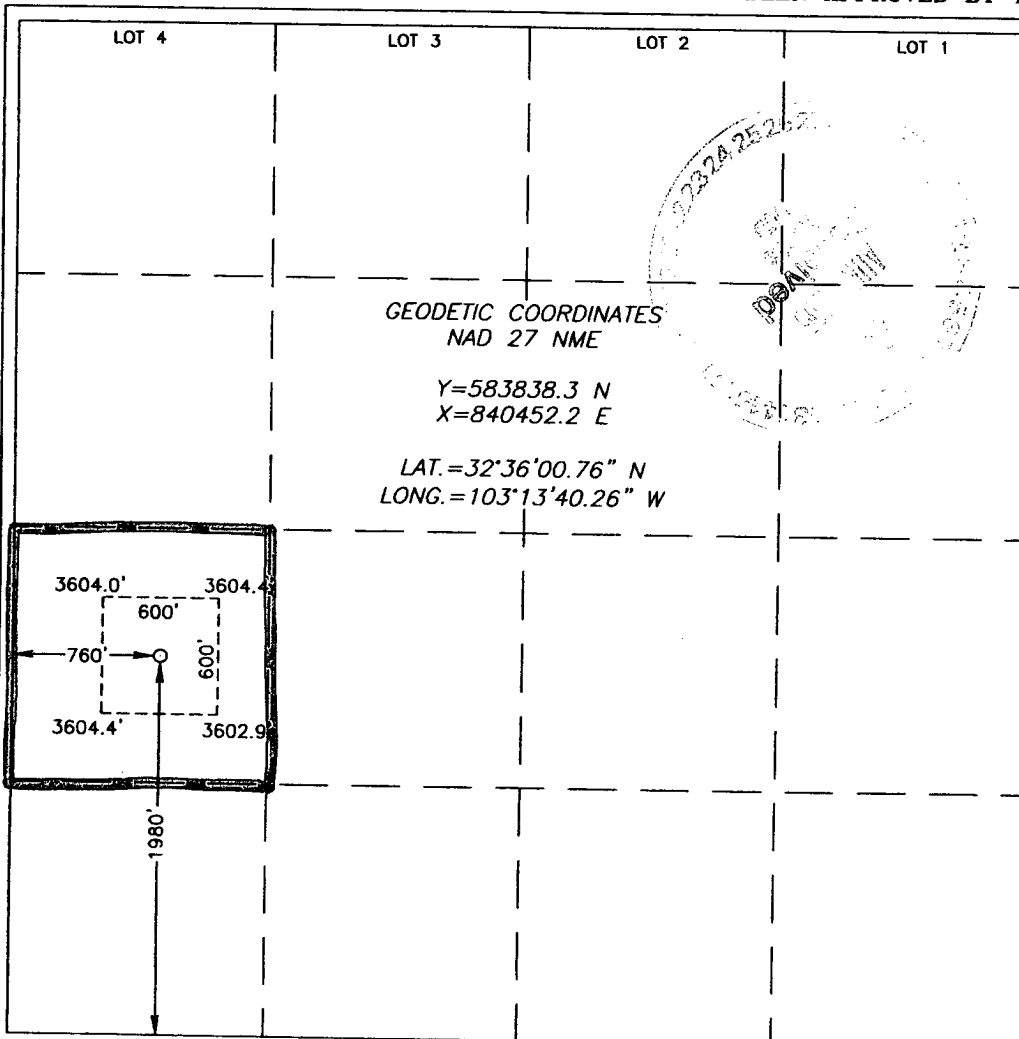 LOT 4
LOT 3
LOT 2
LOT 1
GEODETIC COORDINATES
NAD 27 NME
Y=583838.3 N
X=840452.2 E
LAT.=32°36'00.76" N
LONG.=103°13'40.26" W
3604.0'
3604.4
600'
760'
600'
3604.4'
3602.9
1980'